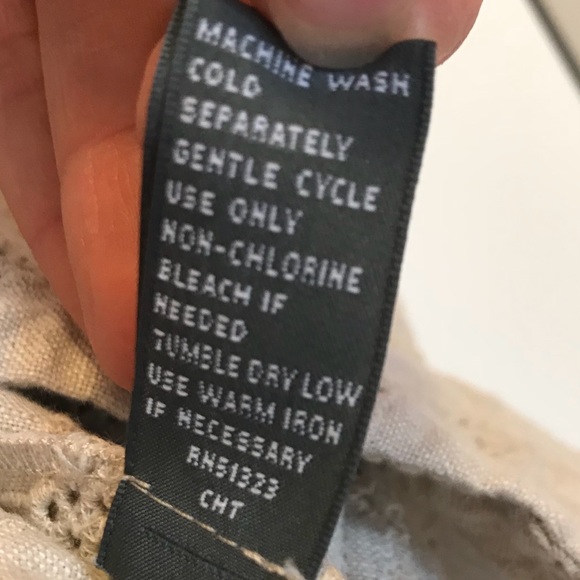 MACHINE WASH
COLD
SEPARATELY
GENTLE CYCLE
USE ONLY
NON-CHLORINE
BLEACH IF
NEEDED
TUMBLE DRY LOW
USE WARM IRON
IF NECESSARY
RN51323
CHT